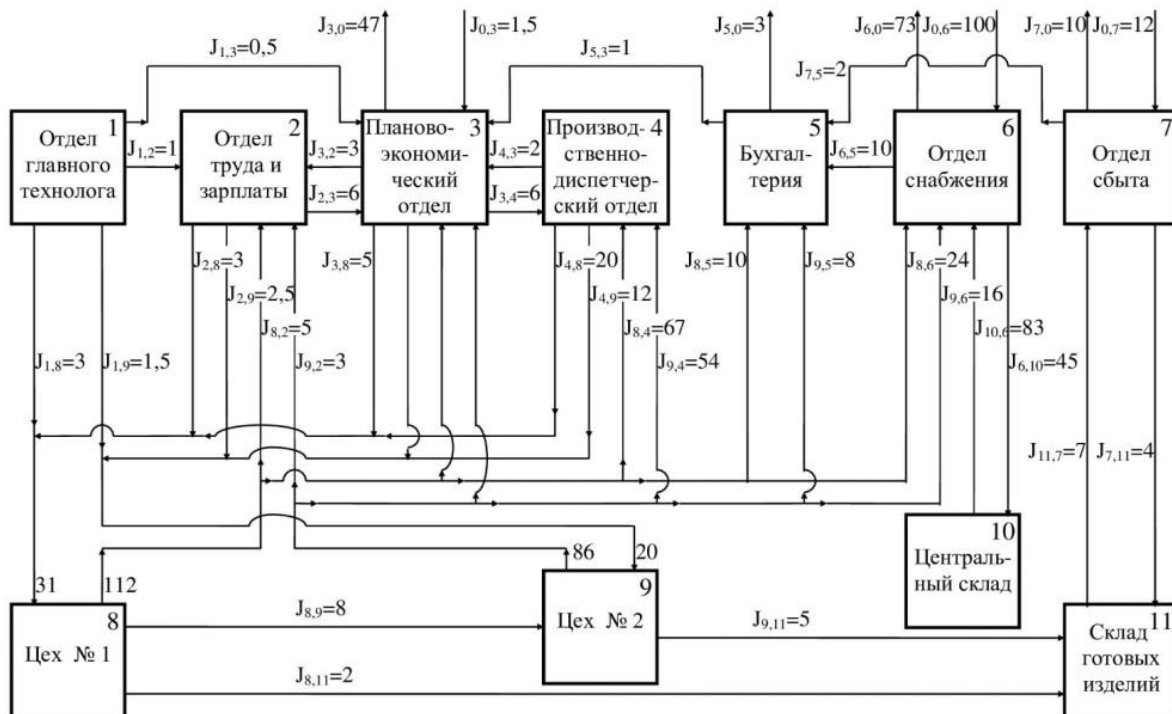 J3,0=47
J0,3=1,5
J5,0=3
J6,0=73
J0,6=100
J7,0=10
J0,7=12
J1,3=0,5
J5,3=1
J7,5=2
1
Отдел
главного
технолога
J1,2=1
2
Отдел
труда и
зарплаты
J3,2=3
J2,3=6
Планово- 3
экономи-
ческий
отдел
J4,3=2
J3,4=6
Производ- 4
ственно-
диспетчер-
ский отдел
5
Бухгал-
терия
J6,5=10
6
Отдел
снабжения
7
Отдел
сбыта
J2,8=3
J3,8=5
J4,8=20
J8,5=10
J9,5=8
J8,6=24
J2,9=2,5
J4,9=12
J9,6=16
J8,2=5
J8,4=67
J10,6=83
J1,8=3
J1,9=1,5
J9,2=3
J9,4=54
J6,10=45
J11,7=7
J7,11=4
31
112
86
20
10
Централь-
ный склад
8
Цех № 1
J8,9=8
9
Цех № 2
J9,11=5
J8,11=2
11
Склад
готовых
изделий